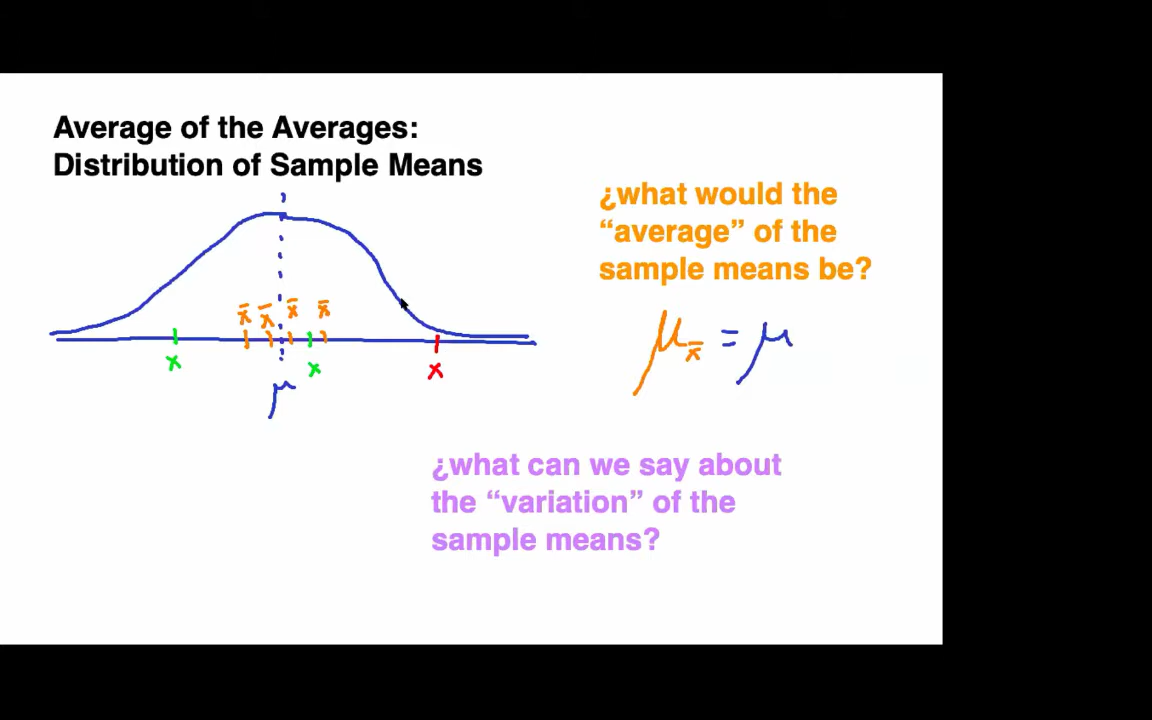 Average of the Averages:
Distribution of Sample Means
¿what would the
“average” of the
sample means be?
x̄ x̄ x̄ x̄
x x x
μ
μx̄ = μ
¿what can we say about
the “variation” of the
sample means?